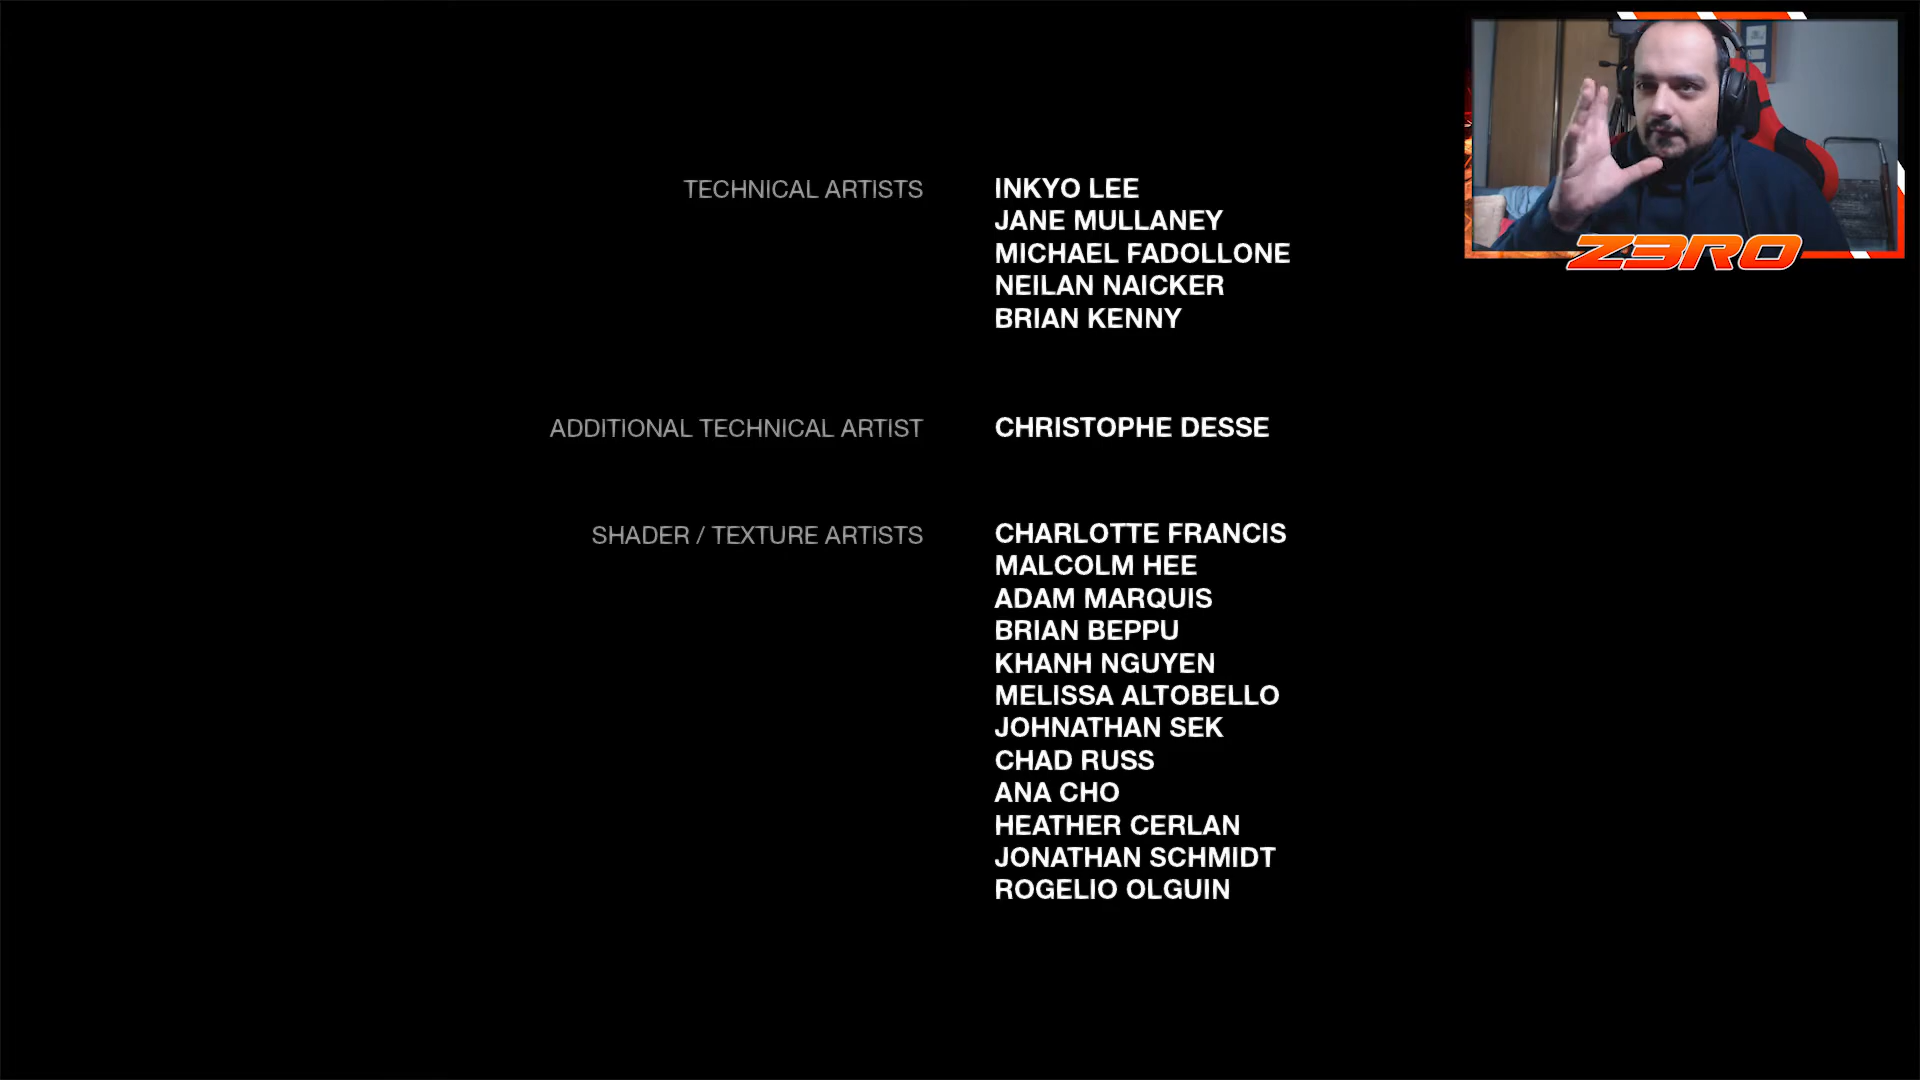 TECHNICAL ARTISTS INKYO LEE
JANE MULLANEY
MICHAEL FADOLLONE
NEILAN NAICKER
BRIAN KENNY
ADDITIONAL TECHNICAL ARTIST CHRISTOPHE DESSE
SHADER / TEXTURE ARTISTS CHARLOTTE FRANCIS
MALCOLM HEE
ADAM MARQUIS
BRIAN BEPPU
KHANH NGUYEN
MELISSA ALTOBELLO
JOHNATHAN SEK
CHAD RUSS
ANA CHO
HEATHER CERLAN
JONATHAN SCHMIDT
ROGELIO OLGUIN
Z3RO